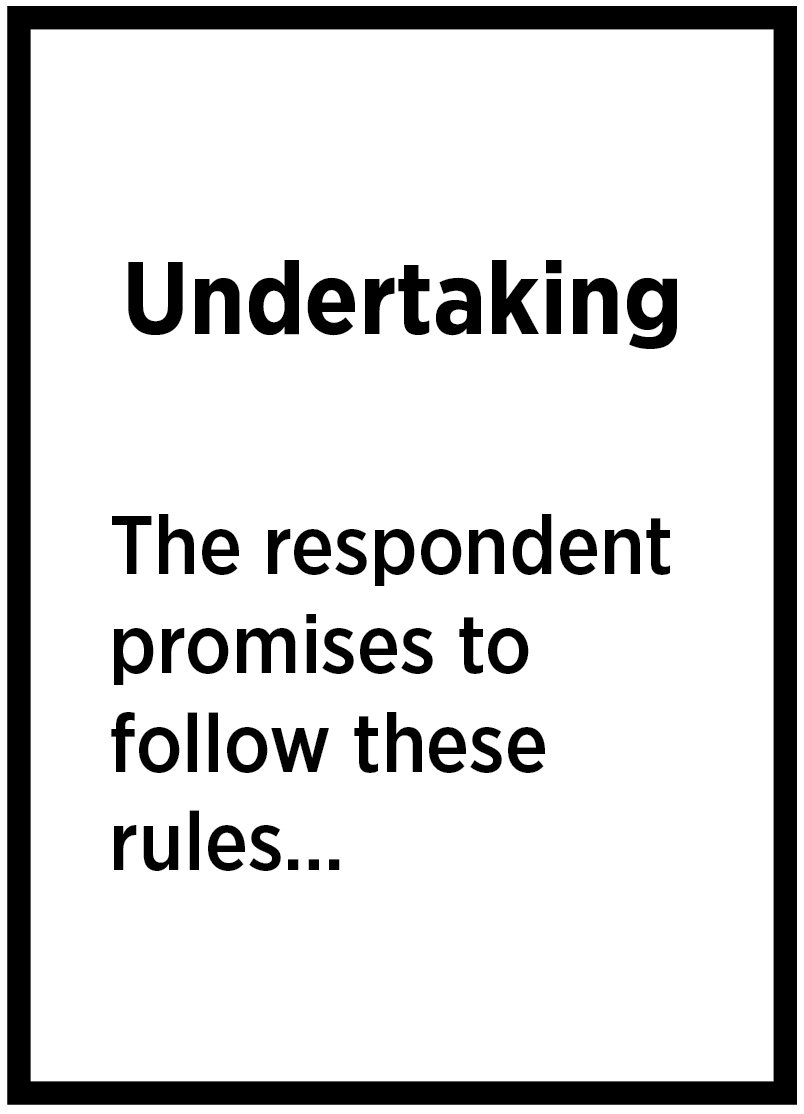 Undertaking
The respondent
promises to
follow these
rules...